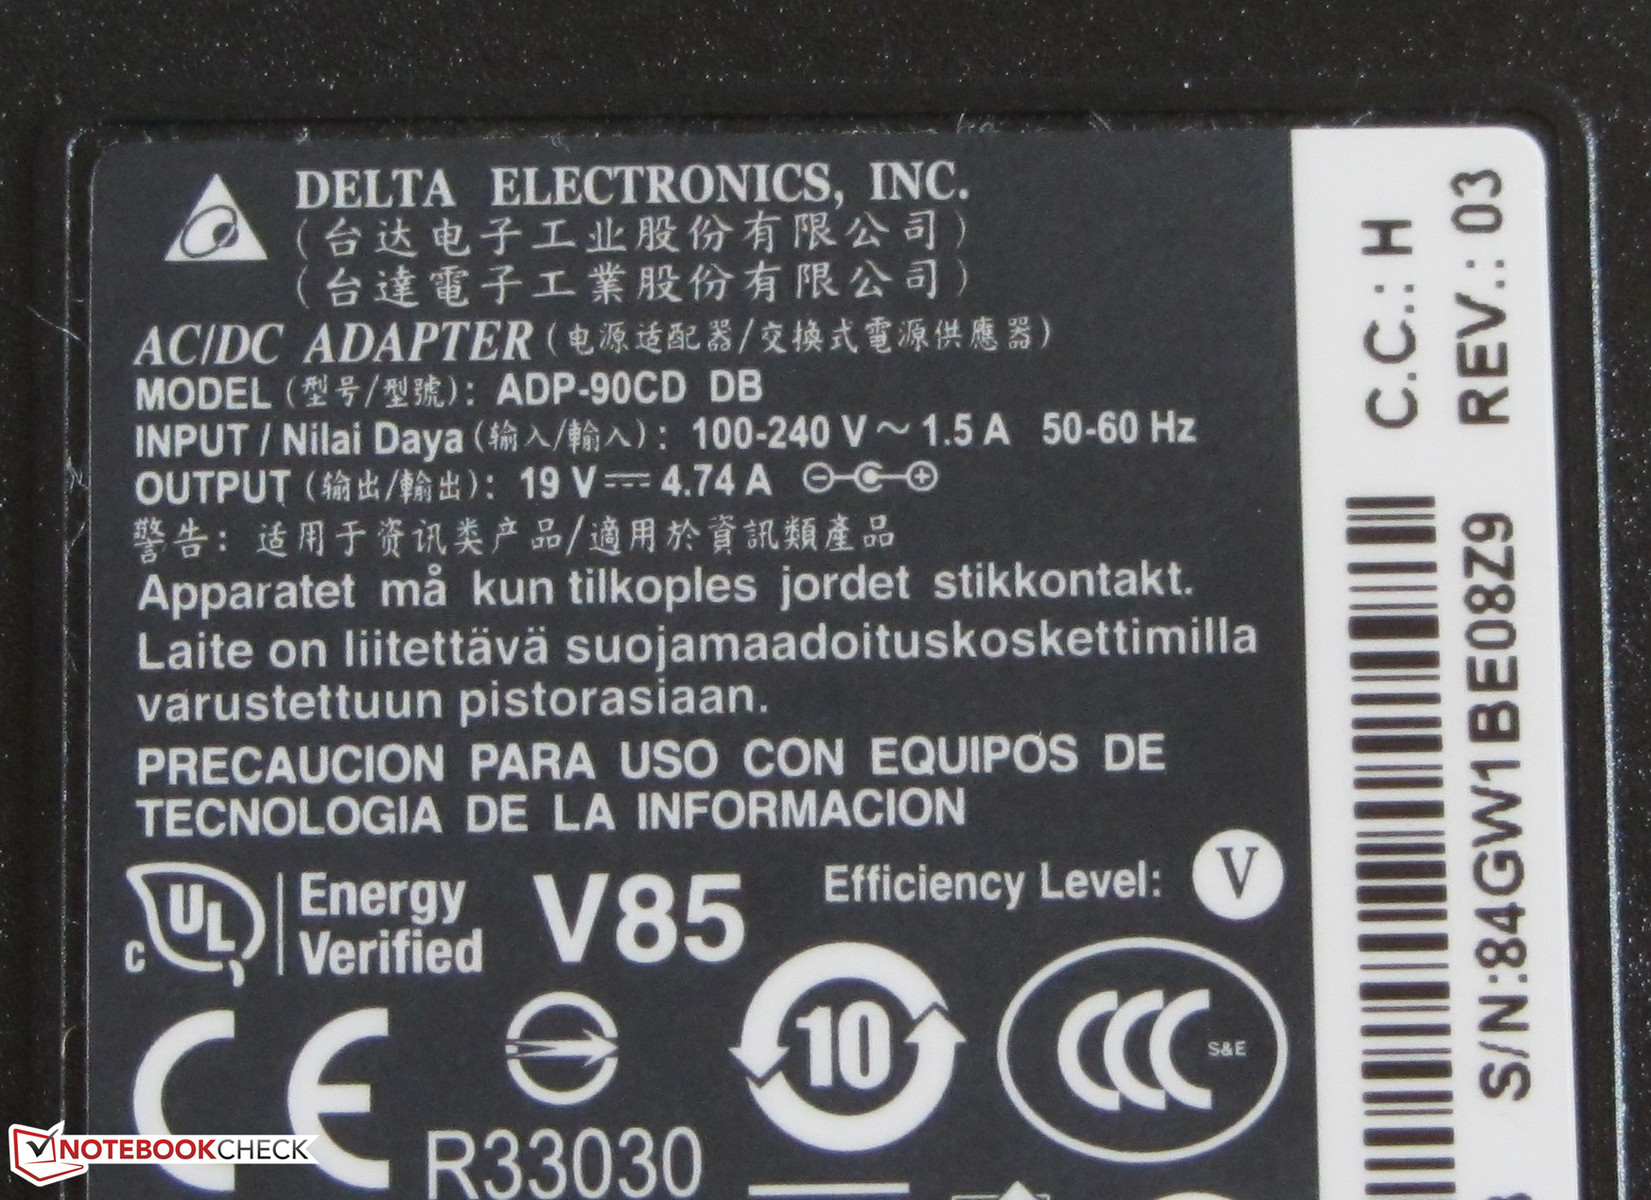 DELTA ELECTRONICS, INC.
(台达电子工业股份有限公司)
(台達電子工業股份有限公司)
AC/DC ADAPTER (电源适配器/交換式電源供應器)
MODEL (型号/型號): ADP-90CD DB
INPUT / Nilai Daya (输入/輸入): 100-240 V ~ 1.5 A 50-60 Hz
OUTPUT (输出/輸出): 19 V ⎓ 4.74 A
警告: 适用于资讯类产品/適用於資訊類產品
Apparatet må kun tilkoples jordet stikkontakt.
Laite on liitettävä suojamaadoituskoskettimilla
varustettuun pistorasiaan.
PRECAUCION PARA USO CON EQUIPOS DE
TECNOLOGIA DE LA INFORMACION
c UL Energy
Verified
V85
Efficiency Level: V
CE
10
CCC S&E
R33030
C.C.: H
REV.: 03
S/N:84GW1BE08Z9
NOTEBOOKCHECK